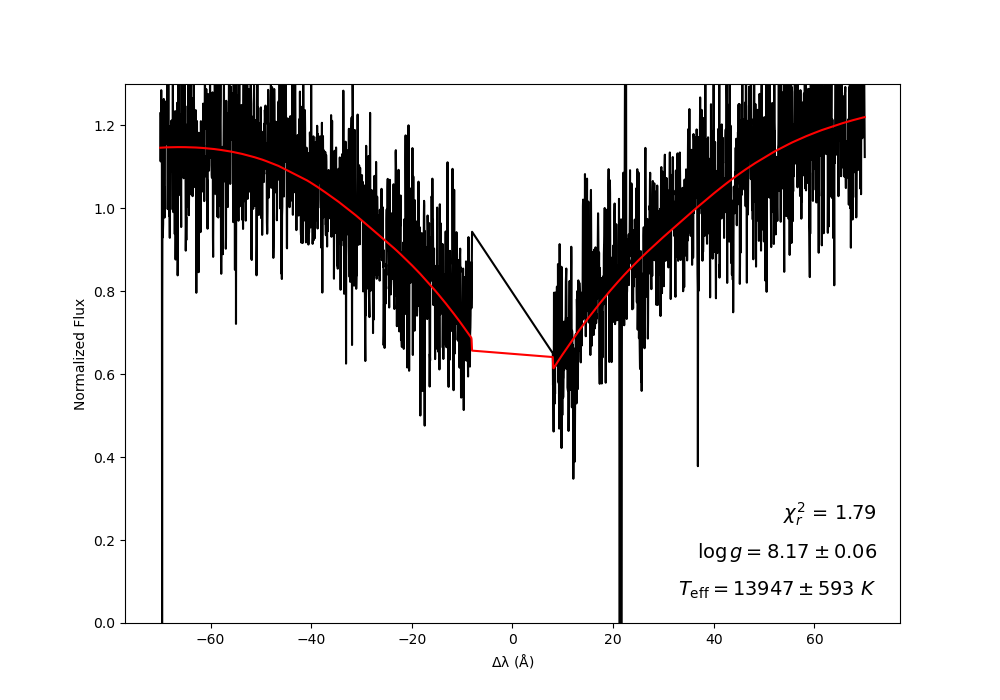 1.2
1.0
0.8
0.6
0.4
0.2
0.0
Normalized Flux
χ²ᵣ = 1.79
log g = 8.17 ± 0.06
T_eff = 13947 ± 593 K
−60 −40 −20 0 20 40 60
Δλ (Å)